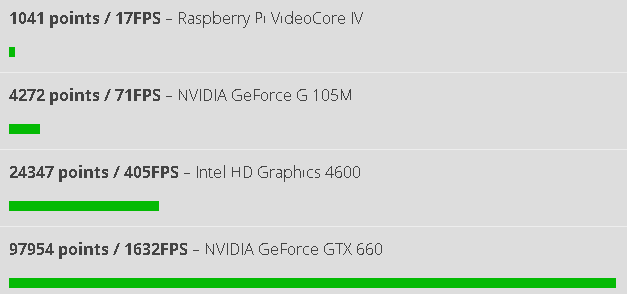 1041 points / 17FPS – Raspberry Pi VideoCore IV
4272 points / 71FPS – NVIDIA GeForce G 105M
24347 points / 405FPS – Intel HD Graphics 4600
97954 points / 1632FPS – NVIDIA GeForce GTX 660